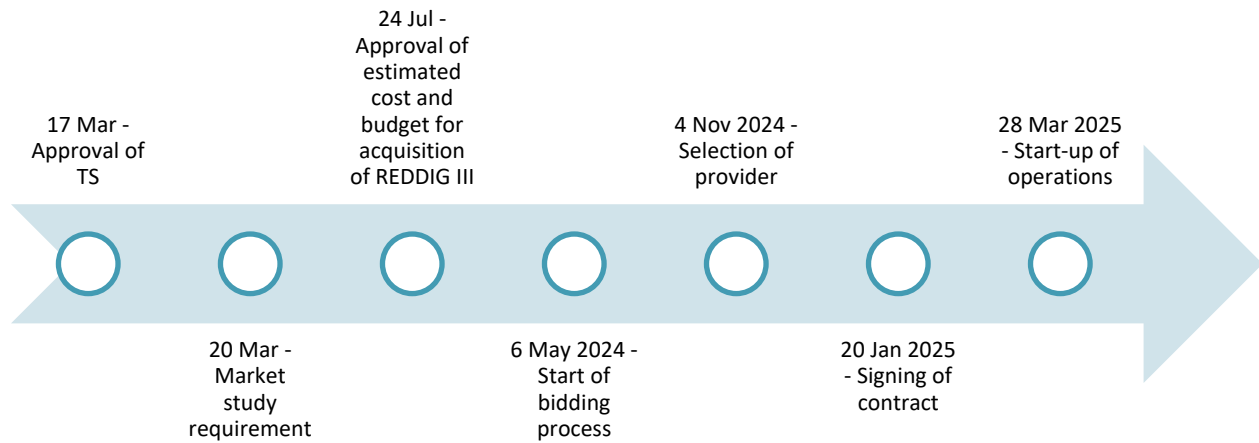 17 Mar -
Approval of
TS
20 Mar -
Market
study
requirement
24 Jul -
Approval of
estimated
cost and
budget for
acquisition
of REDDIG III
6 May 2024 -
Start of
bidding
process
4 Nov 2024 -
Selection of
provider
20 Jan 2025
- Signing of
contract
28 Mar 2025
- Start-up of
operations